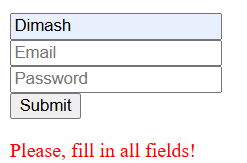 Dimash
Email
Password
Submit
Please, fill in all fields!